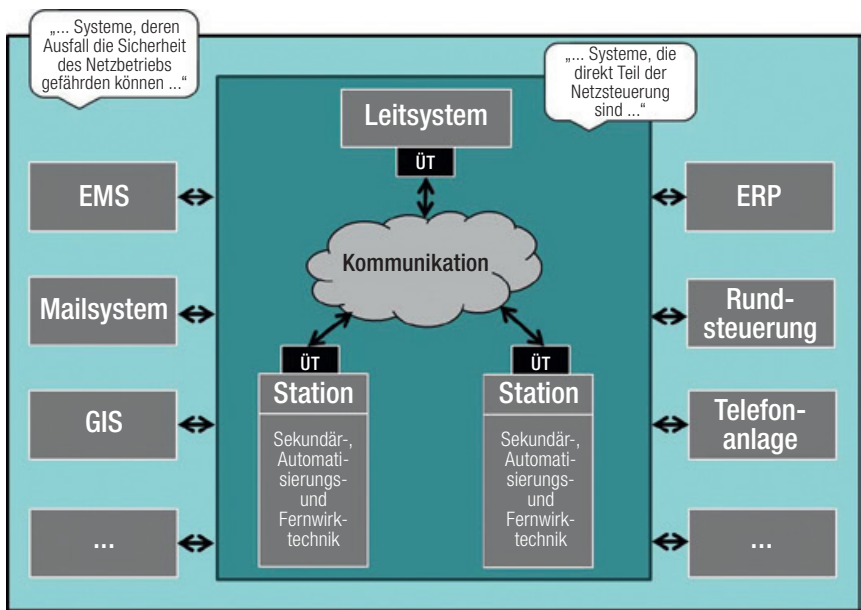 „... Systeme, deren
Ausfall die Sicherheit
des Netzbetriebs
gefährden können ...“
„... Systeme, die
direkt Teil der
Netzsteuerung
sind ...“
Leitsystem
ÜT
EMS
ERP
Kommunikation
Mailsystem
Rund-
steuerung
ÜT
ÜT
Station
Station
GIS
Telefon-
anlage
Sekundär-,
Automati-
sierungs-
und
Fernwirk-
technik
Sekundär-,
Automati-
sierungs-
und
Fernwirk-
technik
...
...